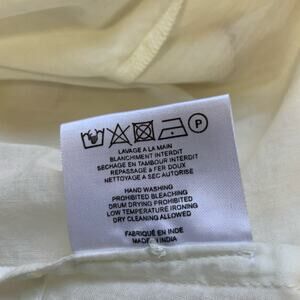 P
LAVAGE A LA MAIN
BLANCHIMENT INTERDIT
SECHAGE EN TAMBOUR INTERDIT
REPASSAGE à FER DOUX
NETTOYAGE A SEC AUTORISE
HAND WASHING
PROHIBITED BLEACHING
DRUM DRYING PROHIBITED
LOW TEMPERATURE IRONING
DRY CLEANING ALLOWED
FABRIQUÉ EN INDE
MADE IN INDIA